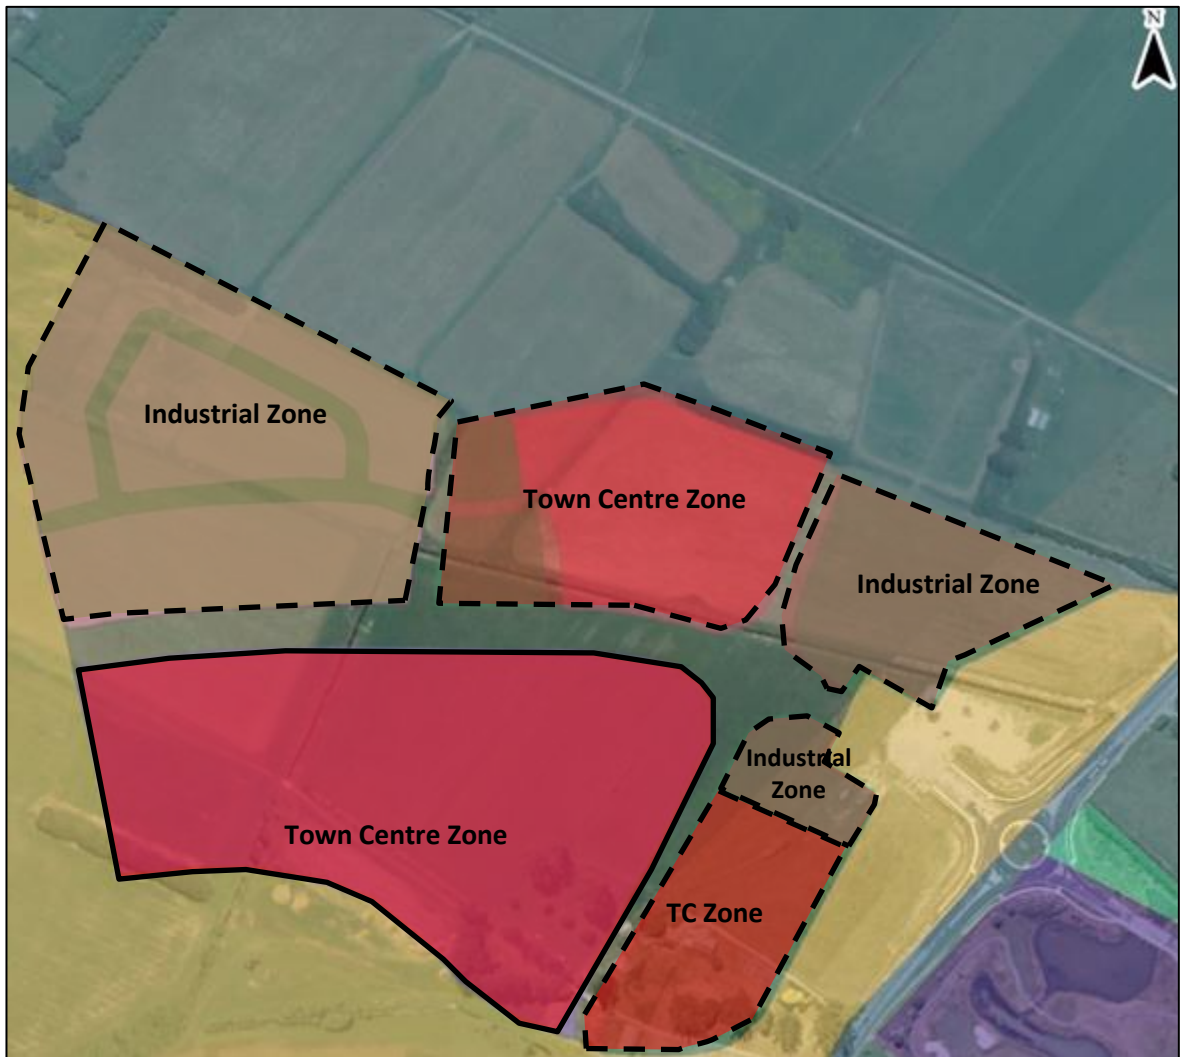 N
Industrial Zone
Town Centre Zone
Industrial Zone
Industrial
Zone
Town Centre Zone
TC Zone